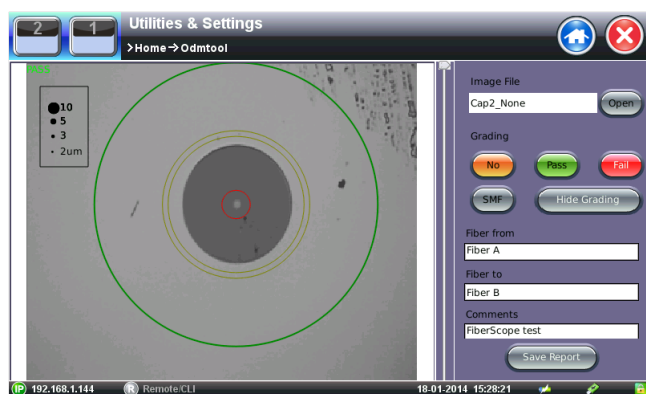 2
1
Utilities & Settings
>Home→Odmtool
10
5
3
2um
Image File
Cap2_None
Open
Grading
No
Pass
Fail
SMF
Hide Grading
Fiber from
Fiber A
Fiber to
Fiber B
Comments
FiberScope test
Save Report
IP 192.168.1.144
R Remote/CLI
18-01-2014 15:28:21